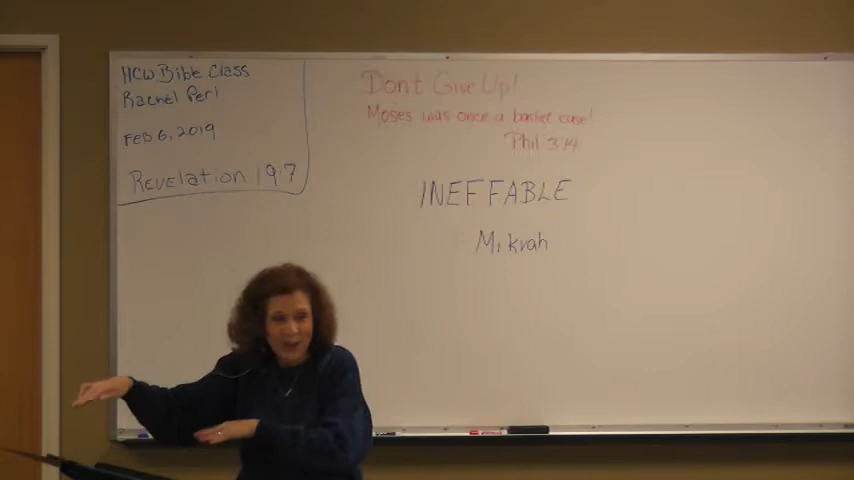 HCW Bible Class
Rachel Perl
Feb 6, 2019
Revelation 19:7
Don't Give Up!
Moses was once a basket case!
Phil 3:14
INEFFABLE
Mikvah